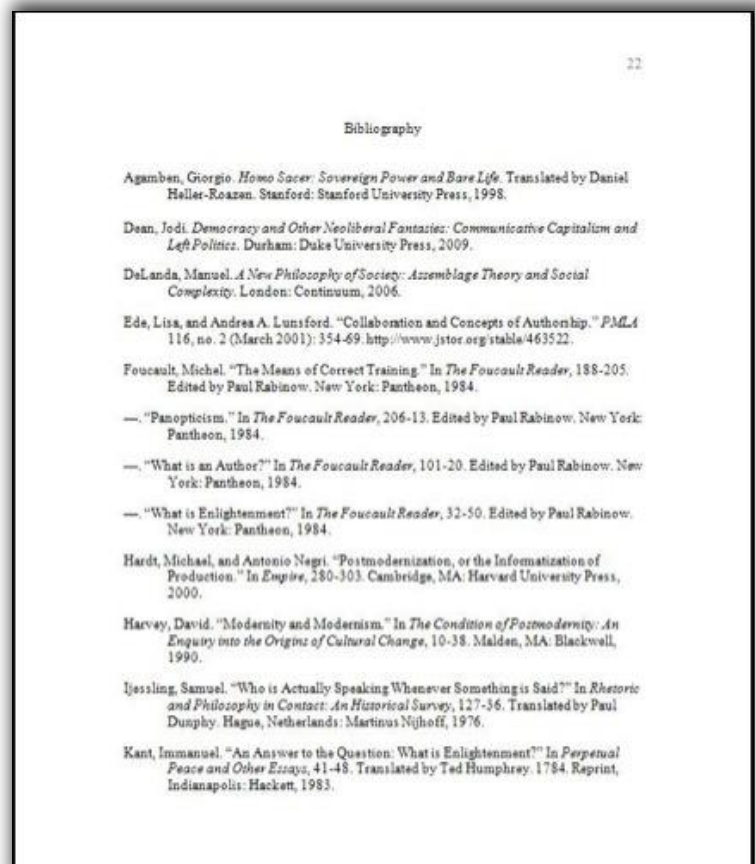 22
Bibliography
Agamben, Giorgio. Homo Sacer: Sovereign Power and Bare Life. Translated by Daniel
Heller-Roazen. Stanford: Stanford University Press, 1998.
Dean, Jodi. Democracy and Other Neoliberal Fantasies: Communicative Capitalism and
Left Politics. Durham: Duke University Press, 2009.
DeLanda, Manuel. A New Philosophy of Society: Assemblage Theory and Social
Complexity. London: Continuum, 2006.
Ede, Lisa, and Andrea A. Lunsford. “Collaboration and Concepts of Authorship.” PMLA
116, no. 2 (March 2001): 354-69. http://www.jstor.org/stable/463522.
Foucault, Michel. “The Means of Correct Training.” In The Foucault Reader, 188-205.
Edited by Paul Rabinow. New York: Pantheon, 1984.
—. “Panopticism.” In The Foucault Reader, 206-13. Edited by Paul Rabinow. New York:
Pantheon, 1984.
—. “What is an Author?” In The Foucault Reader, 101-20. Edited by Paul Rabinow. New
York: Pantheon, 1984.
—. “What is Enlightenment?” In The Foucault Reader, 32-50. Edited by Paul Rabinow.
New York: Pantheon, 1984.
Hardt, Michael, and Antonio Negri. “Postmodernization, or the Informatization of
Production.” In Empire, 280-303. Cambridge, MA: Harvard University Press,
2000.
Harvey, David. “Modernity and Modernism.” In The Condition of Postmodernity: An
Enquiry into the Origins of Cultural Change, 10-38. Malden, MA: Blackwell,
1990.
Ijessling, Samuel. “Who is Actually Speaking Whenever Something is Said?” In Rhetoric
and Philosophy in Contact: An Historical Survey, 127-36. Translated by Paul
Dunphy. Hague, Netherlands: Martinus Nijhoff, 1976.
Kant, Immanuel. “An Answer to the Question: What is Enlightenment?” In Perpetual
Peace and Other Essays, 41-48. Translated by Ted Humphrey. 1784. Reprint,
Indianapolis: Hackett, 1983.